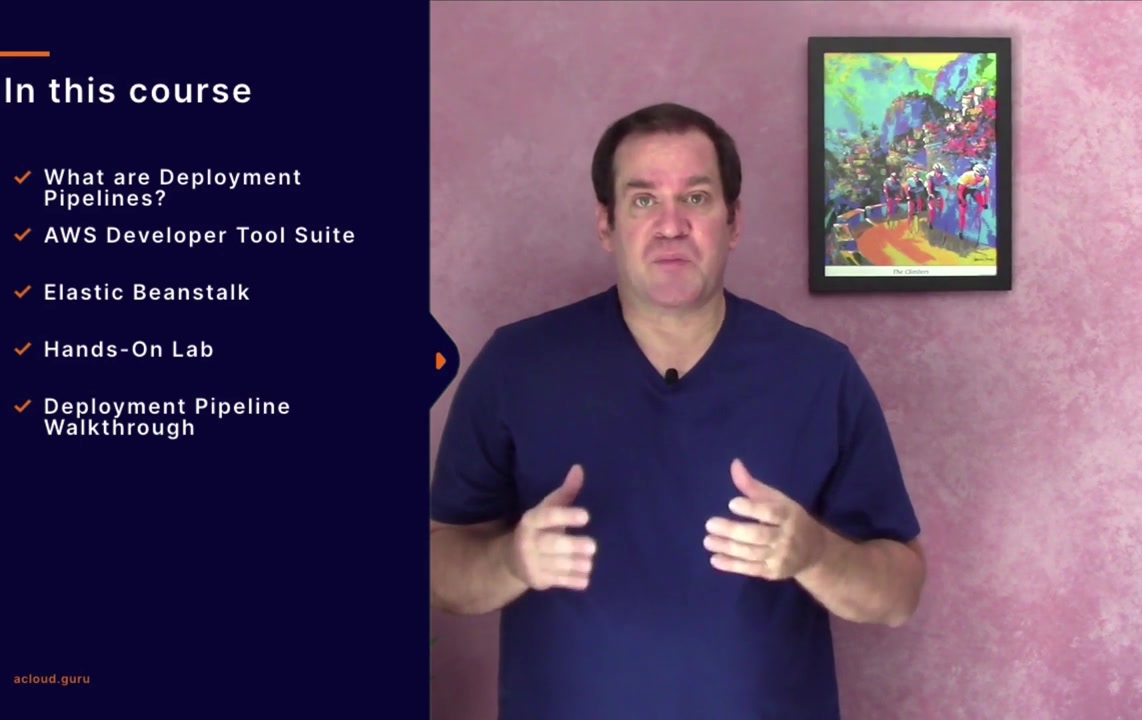 In this course
What are Deployment
Pipelines?
AWS Developer Tool Suite
Elastic Beanstalk
Hands-On Lab
Deployment Pipeline
Walkthrough
acloud.guru
The Climbers